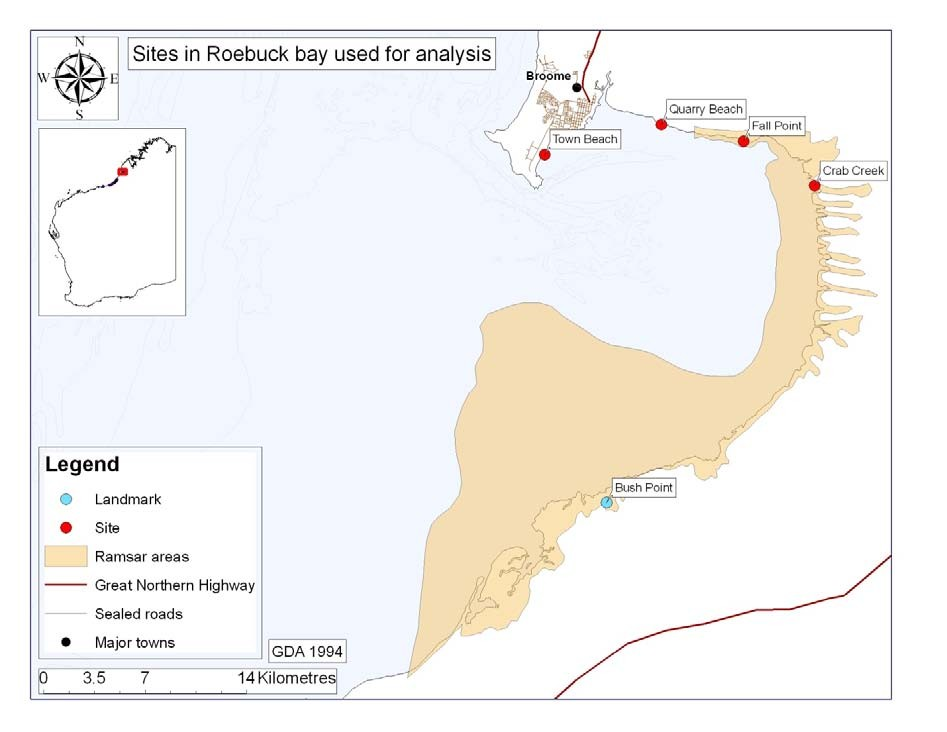 N
W E
S
Sites in Roebuck bay used for analysis
Broome
Quarry Beach
Fall Point
Town Beach
Crab Creek
Bush Point
Legend
Landmark
Site
Ramsar areas
Great Northern Highway
Sealed roads
Major towns
GDA 1994
0 3.5 7 14 Kilometres